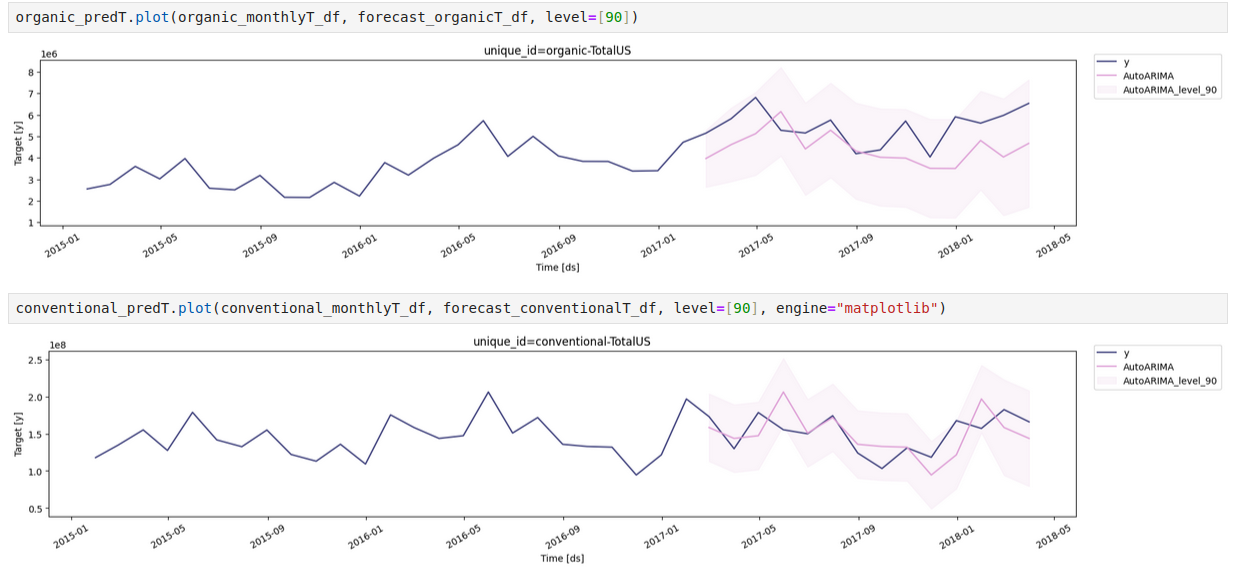 organic_predT.plot(organic_monthlyT_df, forecast_organicT_df, level=[90])
unique_id=organic-TotalUS
1e6
8
7
6
5
4
3
2
1
Target [y]
2015-01
2015-05
2015-09
2016-01
2016-05
2016-09
2017-01
2017-05
2017-09
2018-01
2018-05
Time [ds]
y
AutoARIMA
AutoARIMA_level_90
conventional_predT.plot(conventional_monthlyT_df, forecast_conventionalT_df, level=[90], engine="matplotlib")
unique_id=conventional-TotalUS
1e8
2.5
2.0
1.5
1.0
0.5
Target [y]
2015-01
2015-05
2015-09
2016-01
2016-05
2016-09
2017-01
2017-05
2017-09
2018-01
2018-05
Time [ds]
y
AutoARIMA
AutoARIMA_level_90